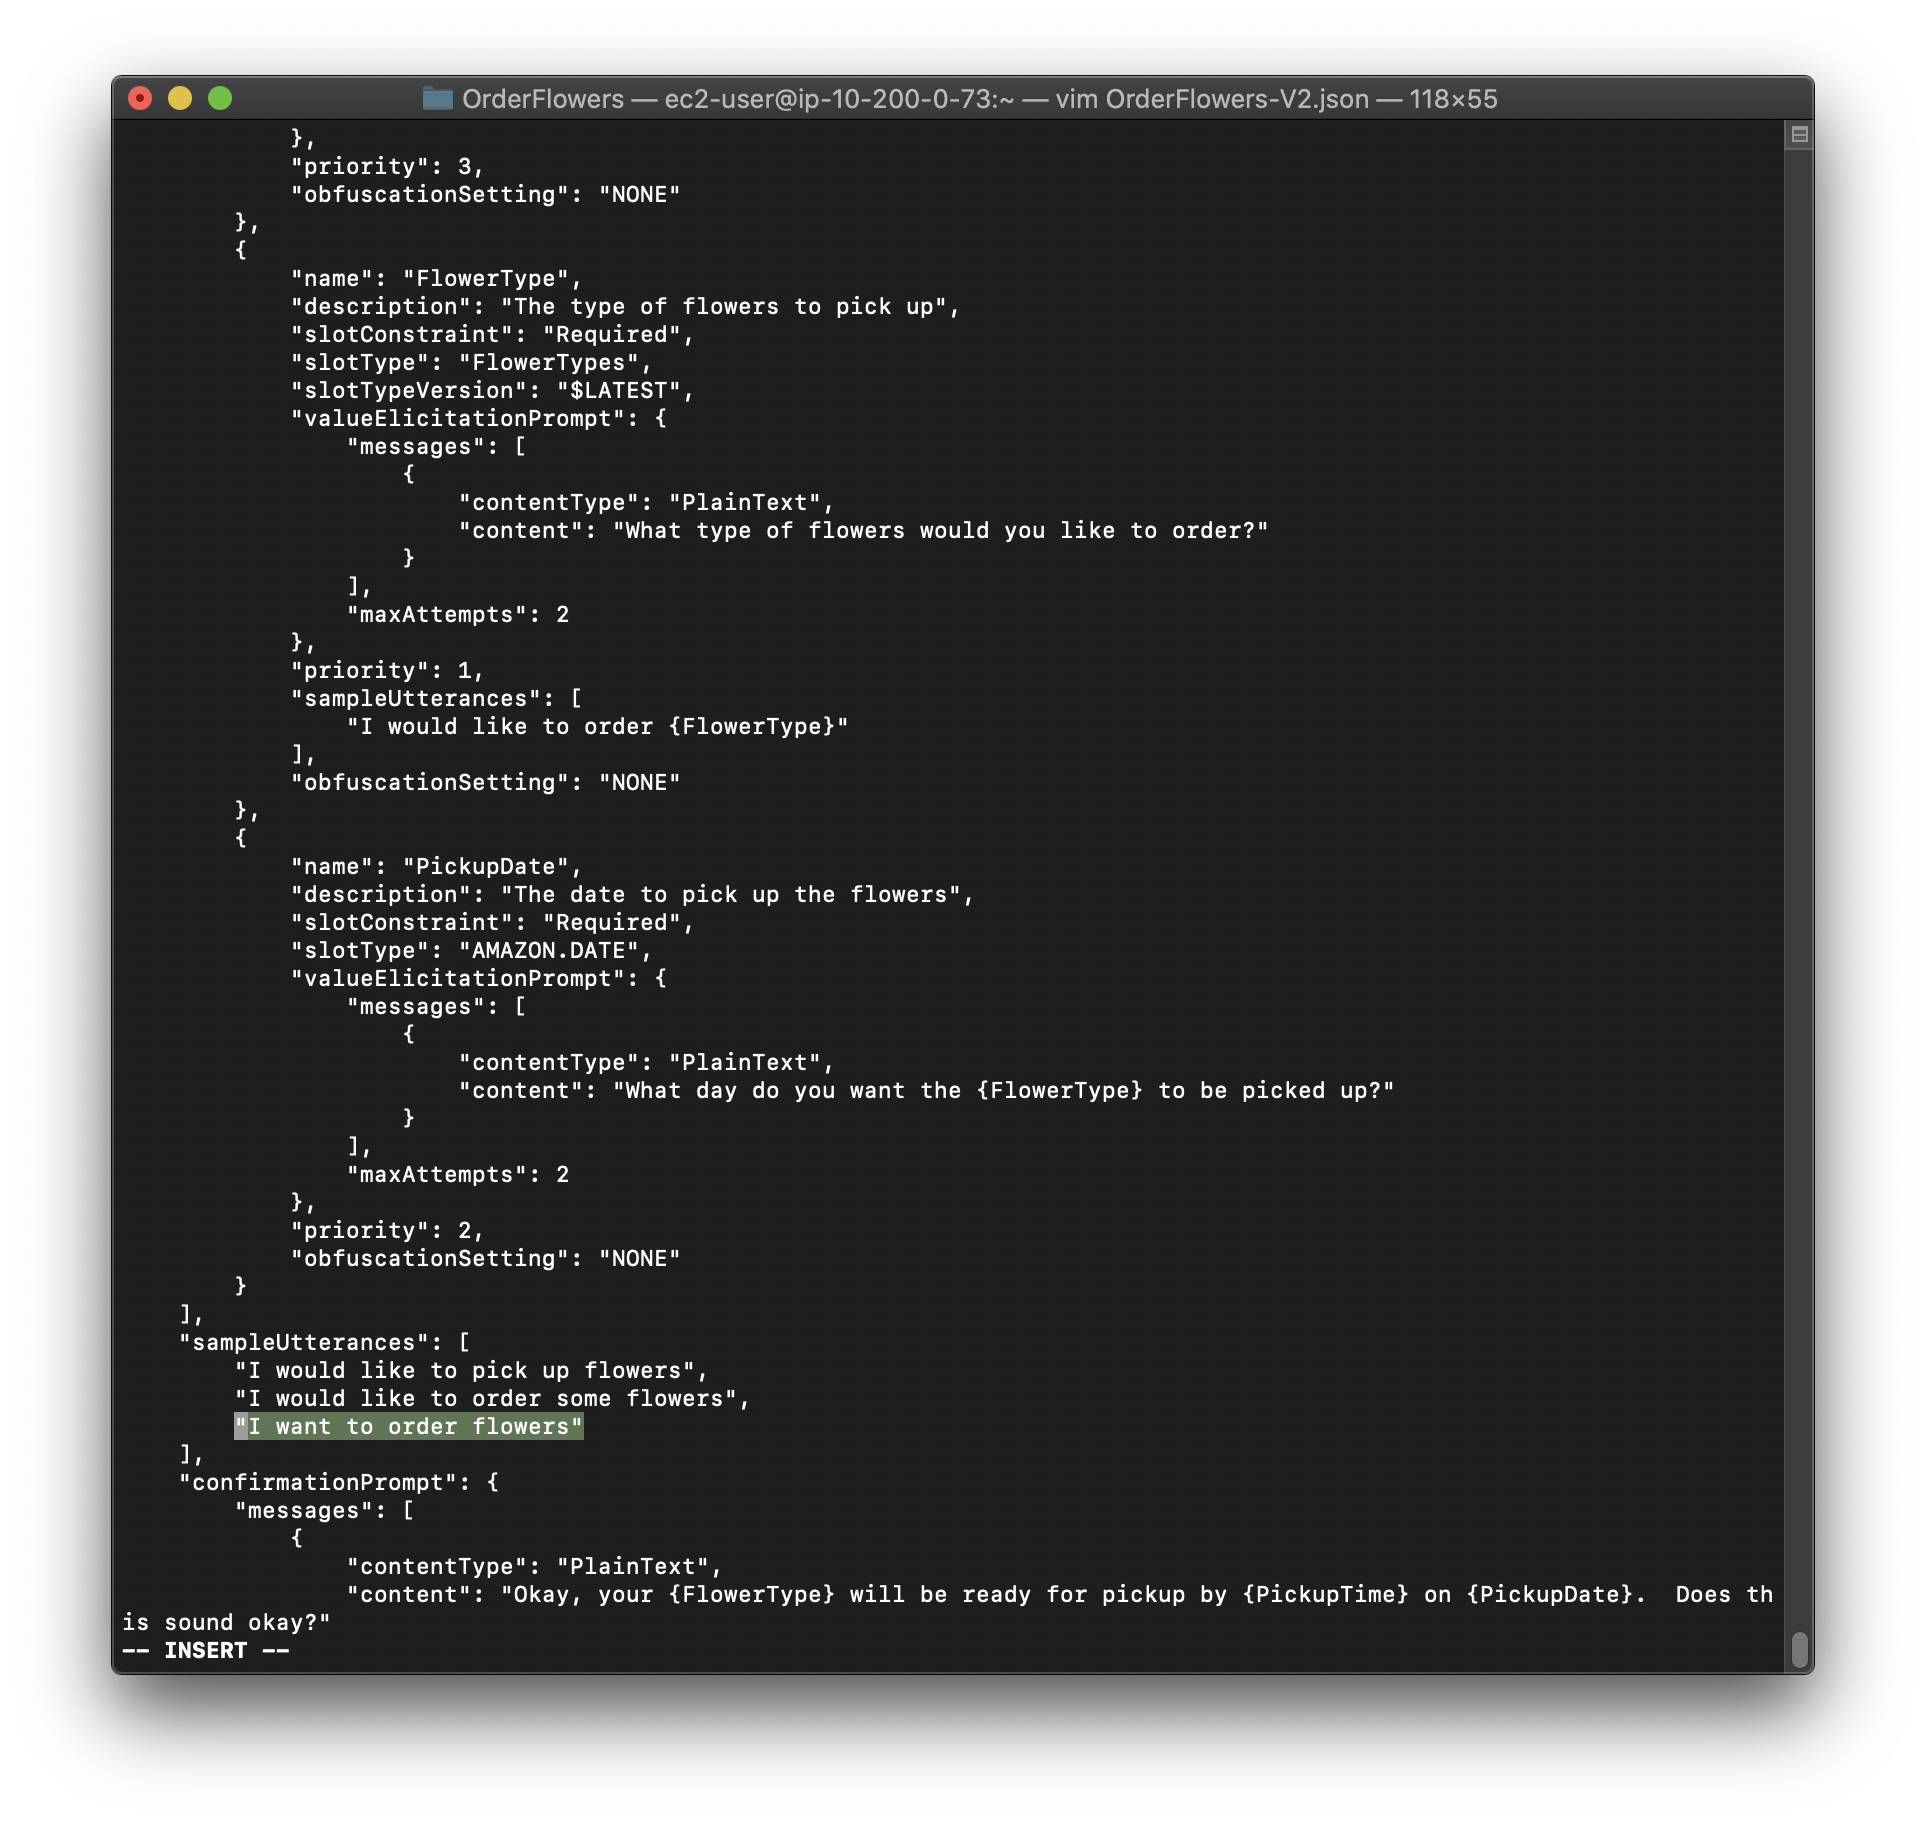 OrderFlowers — ec2-user@ip-10-200-0-73:~ — vim OrderFlowers-V2.json — 118×55
            },
            "priority": 3,
            "obfuscationSetting": "NONE"
        },
        {
            "name": "FlowerType",
            "description": "The type of flowers to pick up",
            "slotConstraint": "Required",
            "slotType": "FlowerTypes",
            "slotTypeVersion": "$LATEST",
            "valueElicitationPrompt": {
                "messages": [
                    {
                        "contentType": "PlainText",
                        "content": "What type of flowers would you like to order?"
                    }
                ],
                "maxAttempts": 2
            },
            "priority": 1,
            "sampleUtterances": [
                "I would like to order {FlowerType}"
            ],
            "obfuscationSetting": "NONE"
        },
        {
            "name": "PickupDate",
            "description": "The date to pick up the flowers",
            "slotConstraint": "Required",
            "slotType": "AMAZON.DATE",
            "valueElicitationPrompt": {
                "messages": [
                    {
                        "contentType": "PlainText",
                        "content": "What day do you want the {FlowerType} to be picked up?"
                    }
                ],
                "maxAttempts": 2
            },
            "priority": 2,
            "obfuscationSetting": "NONE"
        }
    ],
    "sampleUtterances": [
        "I would like to pick up flowers",
        "I would like to order some flowers",
        "I want to order flowers"
    ],
    "confirmationPrompt": {
        "messages": [
            {
                "contentType": "PlainText",
                "content": "Okay, your {FlowerType} will be ready for pickup by {PickupTime} on {PickupDate}.  Does th
is sound okay?"
-- INSERT --